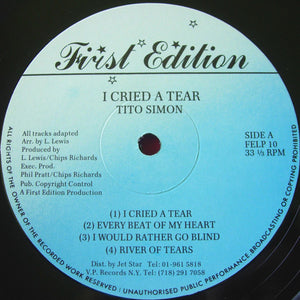 First Edition
I CRIED A TEAR
TITO SIMON
All tracks adapted
Arr. by L. Lewis
Produced by
L. Lewis/Chips Richards
Exec. Prod.
Phil Pratt/Chips Richards
Pub. Copyright Control
A First Edition Production
SIDE A
FELP 10
33 ⅓ RPM
(1) I CRIED A TEAR
(2) EVERY BEAT OF MY HEART
(3) I WOULD RATHER GO BLIND
(4) RIVER OF TEARS
Dist. by Jet Star Tel: 01-961 5818
V.P. Records N.Y. Tel: (718) 291 7058
ALL RIGHTS OF THE OWNER OF THE RECORDED WORK RESERVED / UNAUTHORISED PUBLIC PERFORMANCE, BROADCASTING OR COPYING PROHIBITED